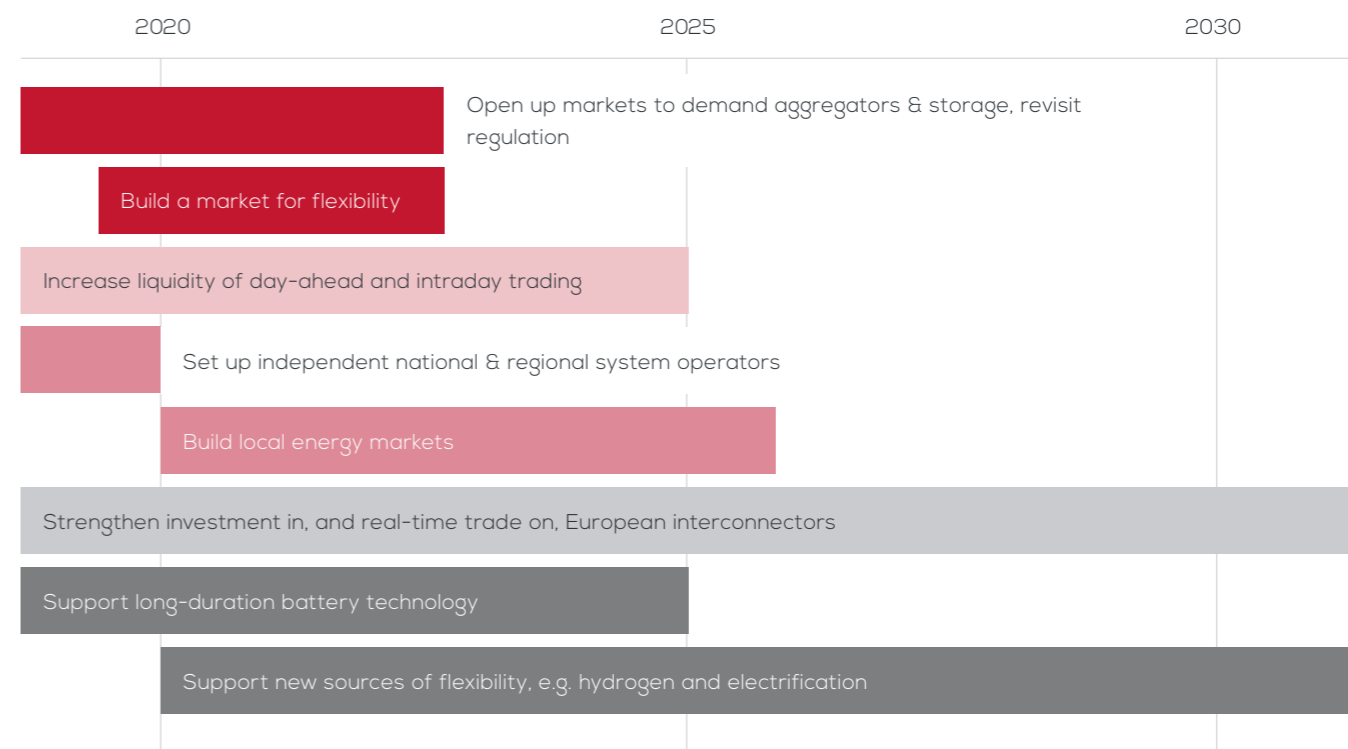 2020 2025 2030
Open up markets to demand aggregators & storage, revisit
regulation
Build a market for flexibility
Increase liquidity of day-ahead and intraday trading
Set up independent national & regional system operators
Build local energy markets
Strengthen investment in, and real-time trade on, European interconnectors
Support long-duration battery technology
Support new sources of flexibility, e.g. hydrogen and electrification